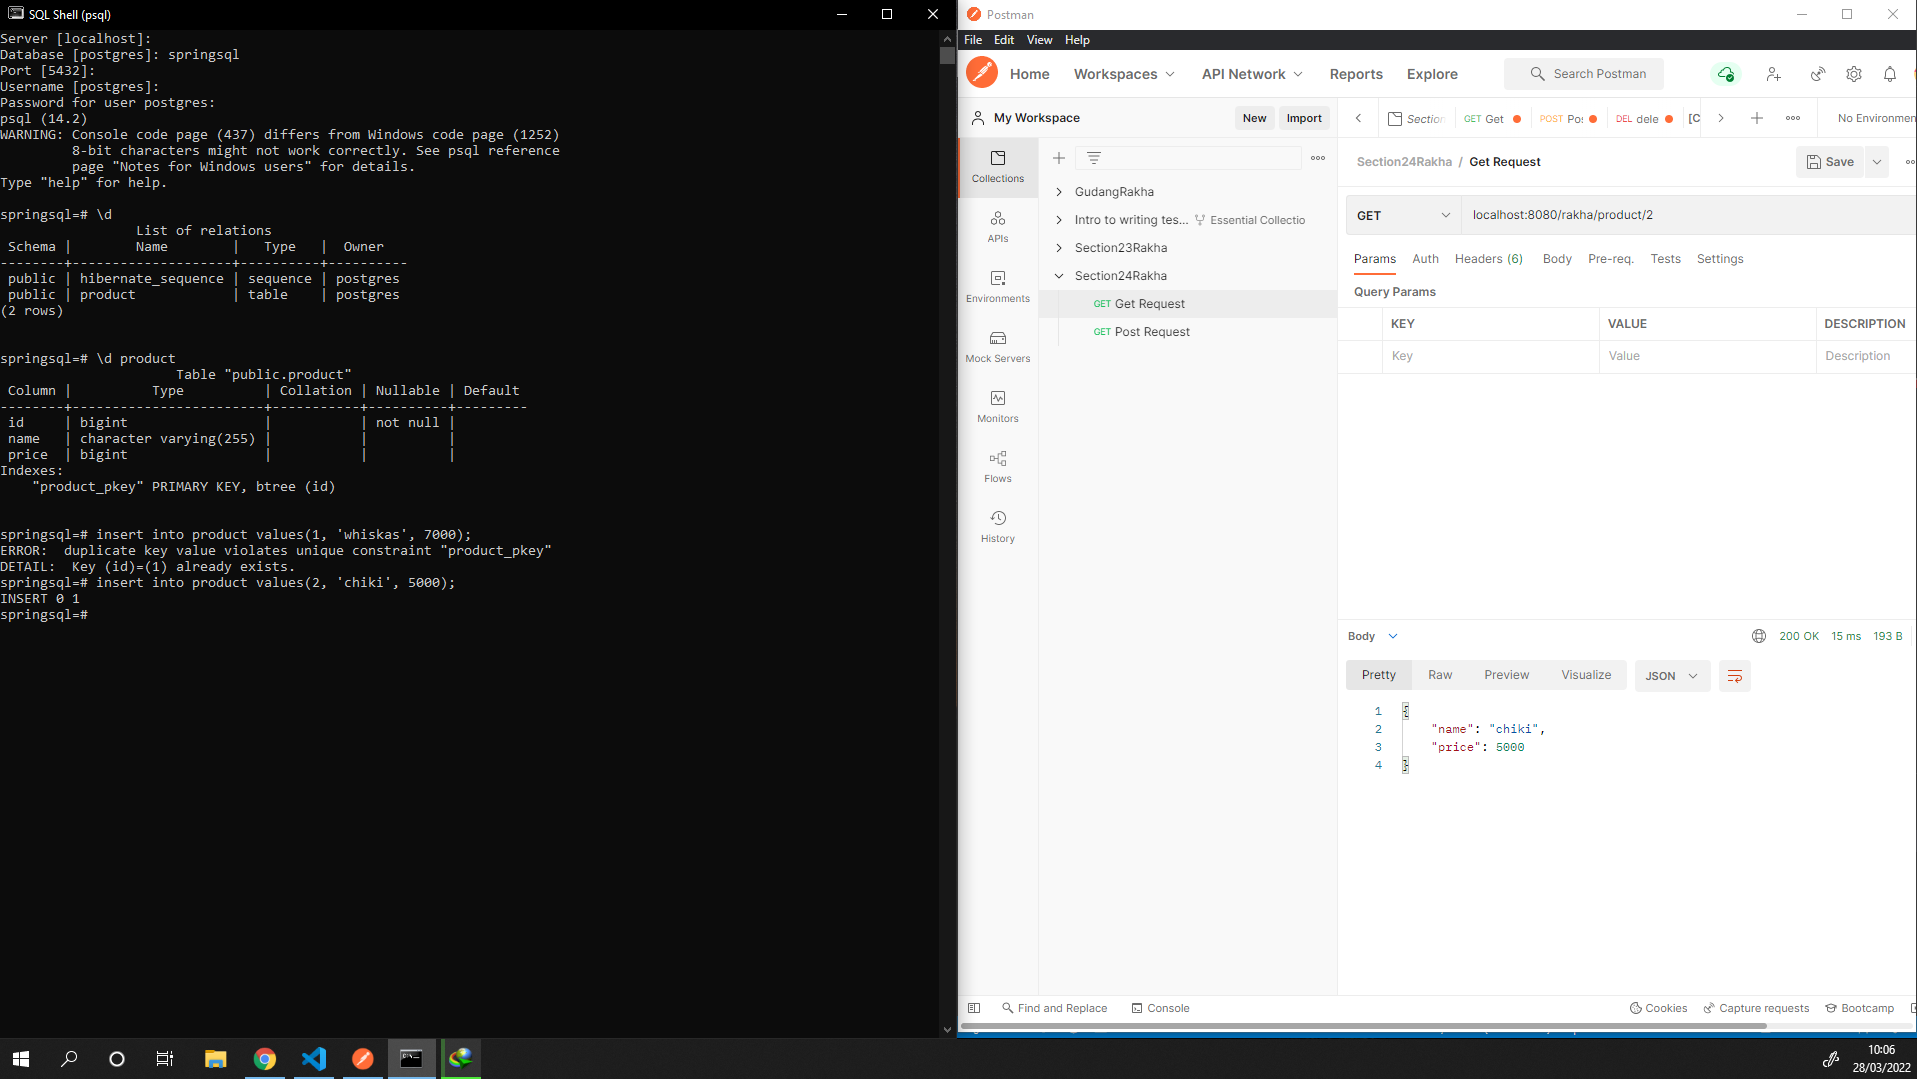 SQL Shell (psql)
Server [localhost]:
Database [postgres]: springsql
Port [5432]:
Username [postgres]:
Password for user postgres:
psql (14.2)
WARNING: Console code page (437) differs from Windows code page (1252)
8-bit characters might not work correctly. See psql reference
page "Notes for Windows users" for details.
Type "help" for help.
springsql=# \d
List of relations
Schema | Name | Type | Owner
--------+--------------------+----------+----------
public | hibernate_sequence | sequence | postgres
public | product | table | postgres
(2 rows)
springsql=# \d product
Table "public.product"
Column | Type | Collation | Nullable | Default
--------+------------------------+-----------+----------+---------
id | bigint | | not null |
name | character varying(255) | | |
price | bigint | | |
Indexes:
"product_pkey" PRIMARY KEY, btree (id)
springsql=# insert into product values(1, 'whiskas', 7000);
ERROR:  duplicate key value violates unique constraint "product_pkey"
DETAIL:  Key (id)=(1) already exists.
springsql=# insert into product values(2, 'chiki', 5000);
INSERT 0 1
springsql=#
Postman
File Edit View Help
Home Workspaces API Network Reports Explore Search Postman
My Workspace New Import
Section GET Get POST Pos DEL dele [C No Environmen
Collections
APIs
Environments
Mock Servers
Monitors
Flows
History
GudangRakha
Intro to writing tes... Essential Collectio
Section23Rakha
Section24Rakha
GET Get Request
GET Post Request
Section24Rakha / Get Request Save
GET localhost:8080/rakha/product/2
Params Auth Headers (6) Body Pre-req. Tests Settings
Query Params
KEY VALUE DESCRIPTION
Key Value Description
Body 200 OK 15 ms 193 B
Pretty Raw Preview Visualize JSON
1 {
2 "name": "chiki",
3 "price": 5000
4 }
Find and Replace Console Cookies Capture requests Bootcamp
10:06
28/03/2022